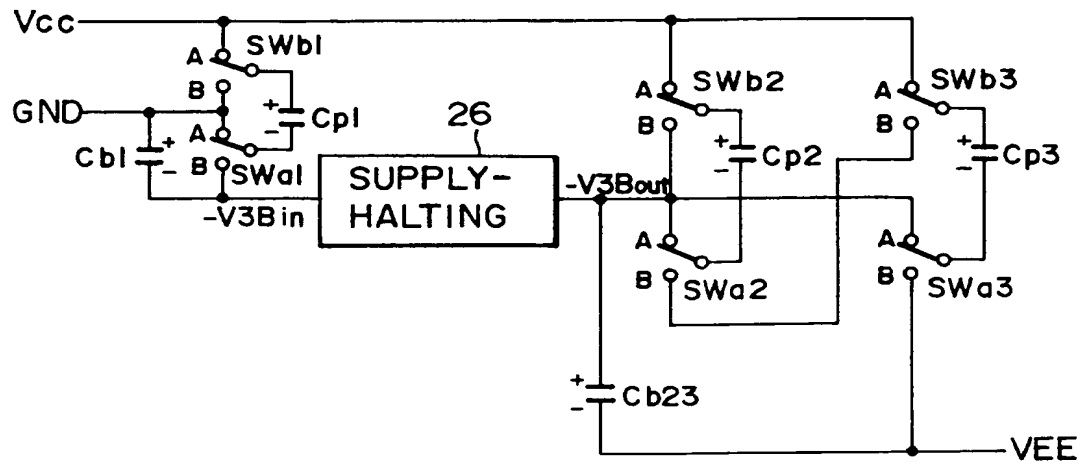 Vcc
A
SWb1
B
+
-
Cp1
GND
Cb1
+
-
A
B
SWa1
-V3Bin
26
SUPPLY-
HALTING
-V3Bout
A
SWb2
B
+
-
Cp2
A
B
SWa2
A
SWb3
B
+
-
Cp3
A
B
SWa3
+
-
Cb23
VEE